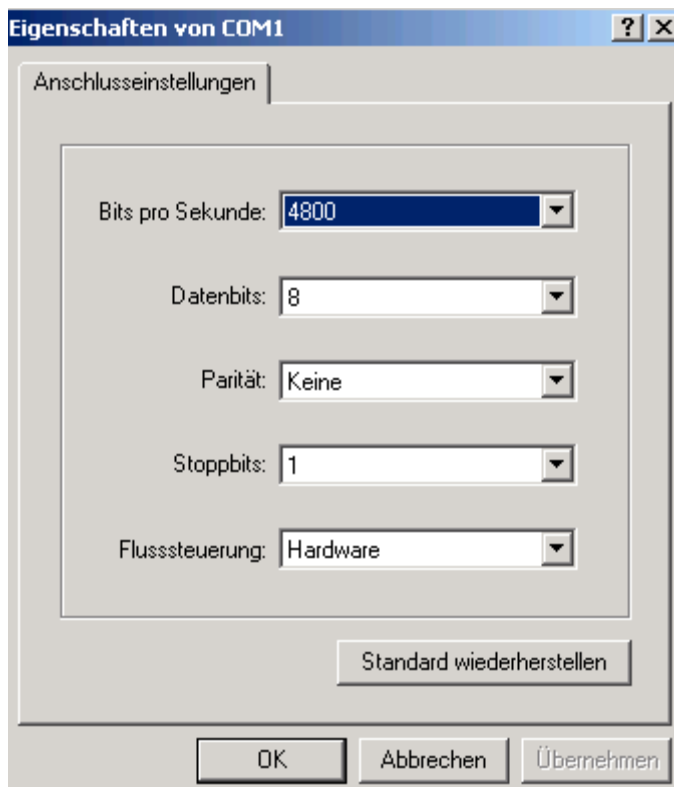 Eigenschaften von COM1
Anschlusseinstellungen
Bits pro Sekunde: 4800
Datenbits: 8
Parität: Keine
Stoppbits: 1
Flusssteuerung: Hardware
Standard wiederherstellen
OK Abbrechen Übernehmen